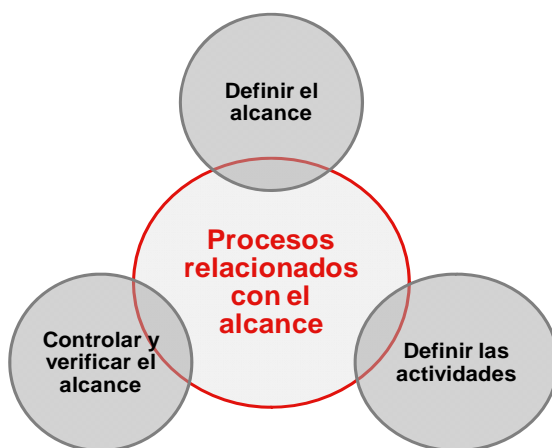 Definir el
alcance
Procesos
relacionados
con el
alcance
Controlar y
verificar el
alcance
Definir las
actividades